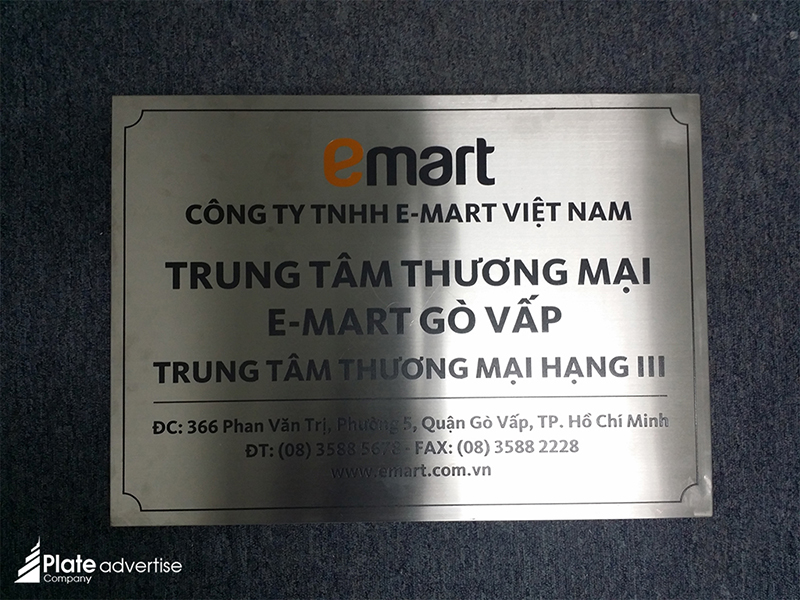 emart
CÔNG TY TNHH E-MART VIỆT NAM
TRUNG TÂM THƯƠNG MẠI
E-MART GÒ VẤP
TRUNG TÂM THƯƠNG MẠI HẠNG III
ĐC: 366 Phan Văn Trị, Phường 5, Quận Gò Vấp, TP. Hồ Chí Minh
ĐT: (08) 3588 5678 - FAX: (08) 3588 2228
www.emart.com.vn
Plate advertise
Company